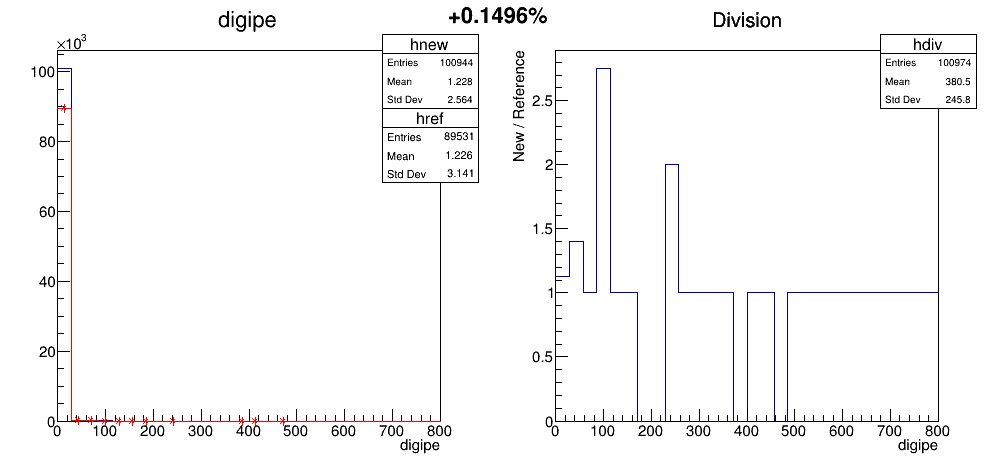 digipe
+0.1496%
Division
×10³
hnew
Entries 100944
Mean 1.228
Std Dev 2.564
href
Entries 89531
Mean 1.226
Std Dev 3.141
100
80
60
40
20
0
0 100 200 300 400 500 600 700 800
digipe
hdiv
Entries 100974
Mean 380.5
Std Dev 245.8
New / Reference
2.5
2
1.5
1
0.5
0
0 100 200 300 400 500 600 700 800
digipe